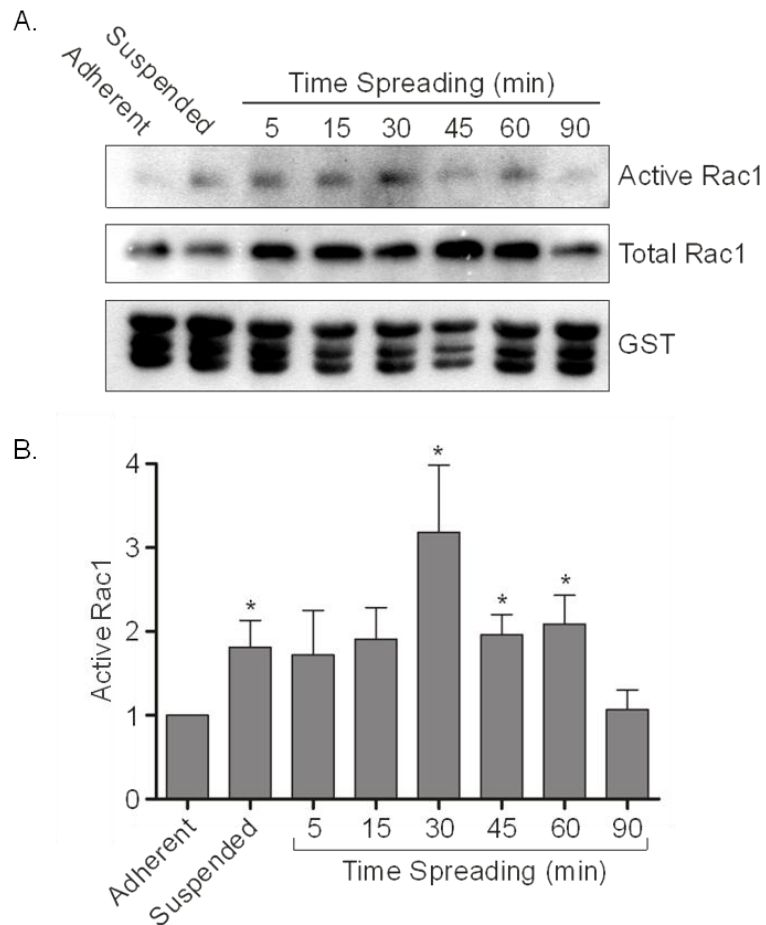 A.
Adherent
Suspended
Time Spreading (min)
5 15 30 45 60 90
Active Rac1
Total Rac1
GST
B.
Active Rac1
4
3
2
1
0
* * * *
Adherent
Suspended
5 15 30 45 60 90
Time Spreading (min)